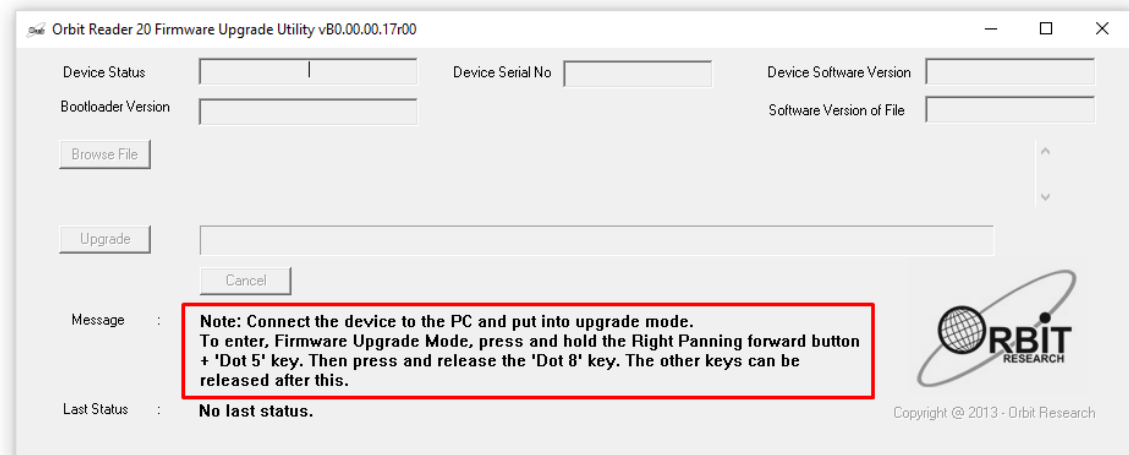 Orbit Reader 20 Firmware Upgrade Utility vB0.00.00.17r00
Device Status
Device Serial No
Device Software Version
Bootloader Version
Software Version of File
Browse File
Upgrade
Cancel
Message :
Note: Connect the device to the PC and put into upgrade mode.
To enter, Firmware Upgrade Mode, press and hold the Right Panning forward button
+ 'Dot 5' key. Then press and release the 'Dot 8' key. The other keys can be
released after this.
ORBIT
RESEARCH
Last Status :
No last status.
Copyright @ 2013 - Orbit Research